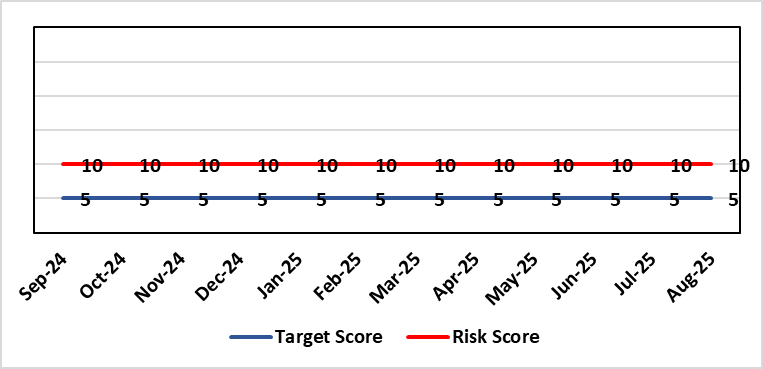 10 10 10 10 10 10 10 10 10 10 10 10
5 5 5 5 5 5 5 5 5 5 5 5
Sep-24 Oct-24 Nov-24 Dec-24 Jan-25 Feb-25 Mar-25 Apr-25 May-25 Jun-25 Jul-25 Aug-25
Target Score Risk Score